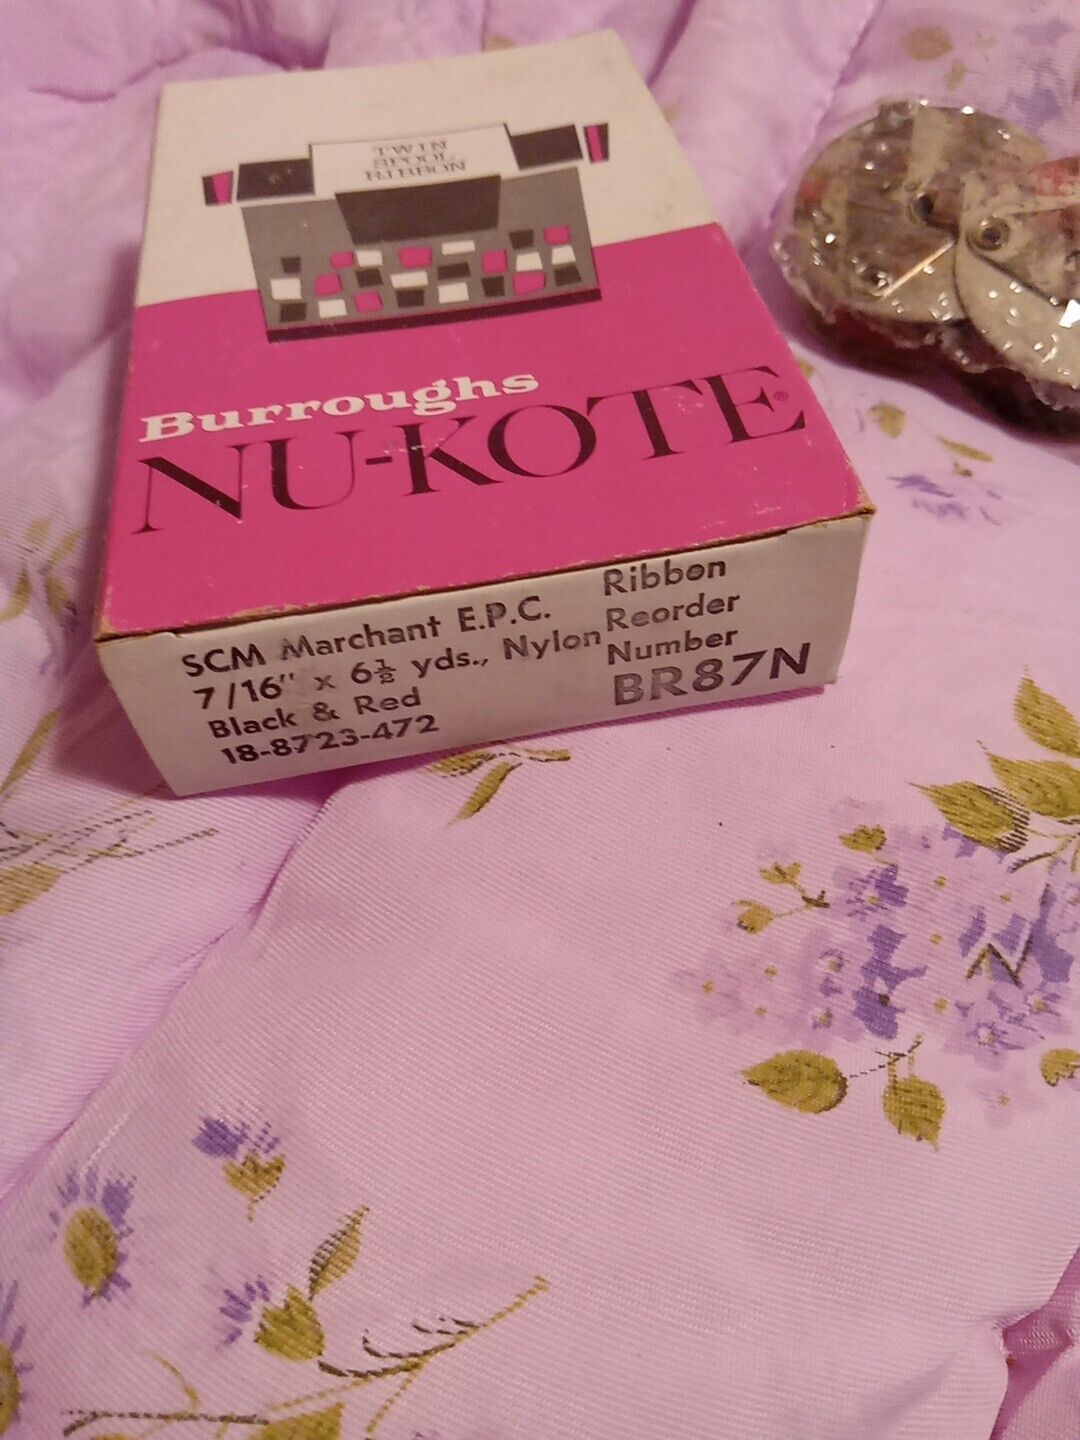 TWIN
SPOOL
RIBBON
Burroughs
NU-KOTE®
SCM Marchant E.P.C.
7/16" x 6½ yds., Nylon
Black & Red
18-8723-472
Ribbon
Reorder
Number
BR87N